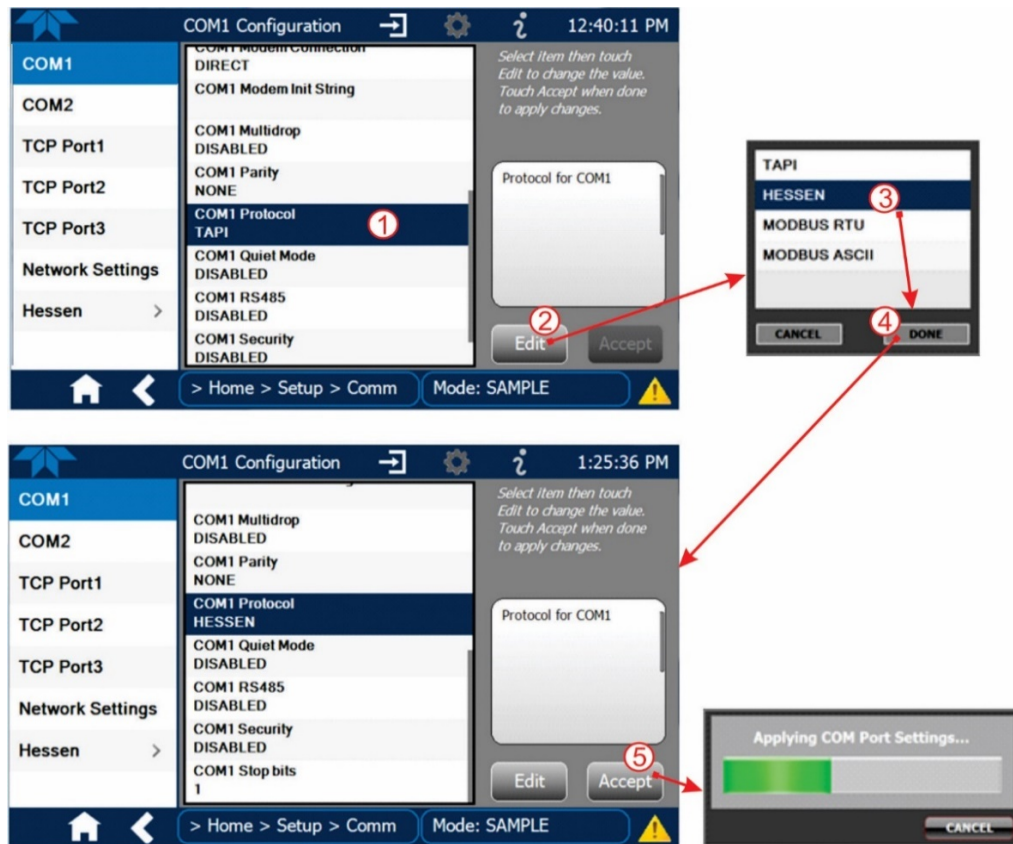 COM1 Configuration
12:40:11 PM
COM1
COM2
TCP Port1
TCP Port2
TCP Port3
Network Settings
Hessen >
COM1 Modem Connection
DIRECT
COM1 Modem Init String
COM1 Multidrop
DISABLED
COM1 Parity
NONE
COM1 Protocol
TAPI
1
COM1 Quiet Mode
DISABLED
COM1 RS485
DISABLED
COM1 Security
DISABLED
Select item then touch
Edit to change the value.
Touch Accept when done
to apply changes.
Protocol for COM1
2
Edit
Accept
> Home > Setup > Comm
Mode: SAMPLE
TAPI
HESSEN
3
MODBUS RTU
MODBUS ASCII
4
CANCEL
DONE
COM1 Configuration
1:25:36 PM
COM1
COM2
TCP Port1
TCP Port2
TCP Port3
Network Settings
Hessen >
COM1 Multidrop
DISABLED
COM1 Parity
NONE
COM1 Protocol
HESSEN
COM1 Quiet Mode
DISABLED
COM1 RS485
DISABLED
COM1 Security
DISABLED
COM1 Stop bits
1
Select item then touch
Edit to change the value.
Touch Accept when done
to apply changes.
Protocol for COM1
5
Edit
Accept
> Home > Setup > Comm
Mode: SAMPLE
Applying COM Port Settings...
CANCEL